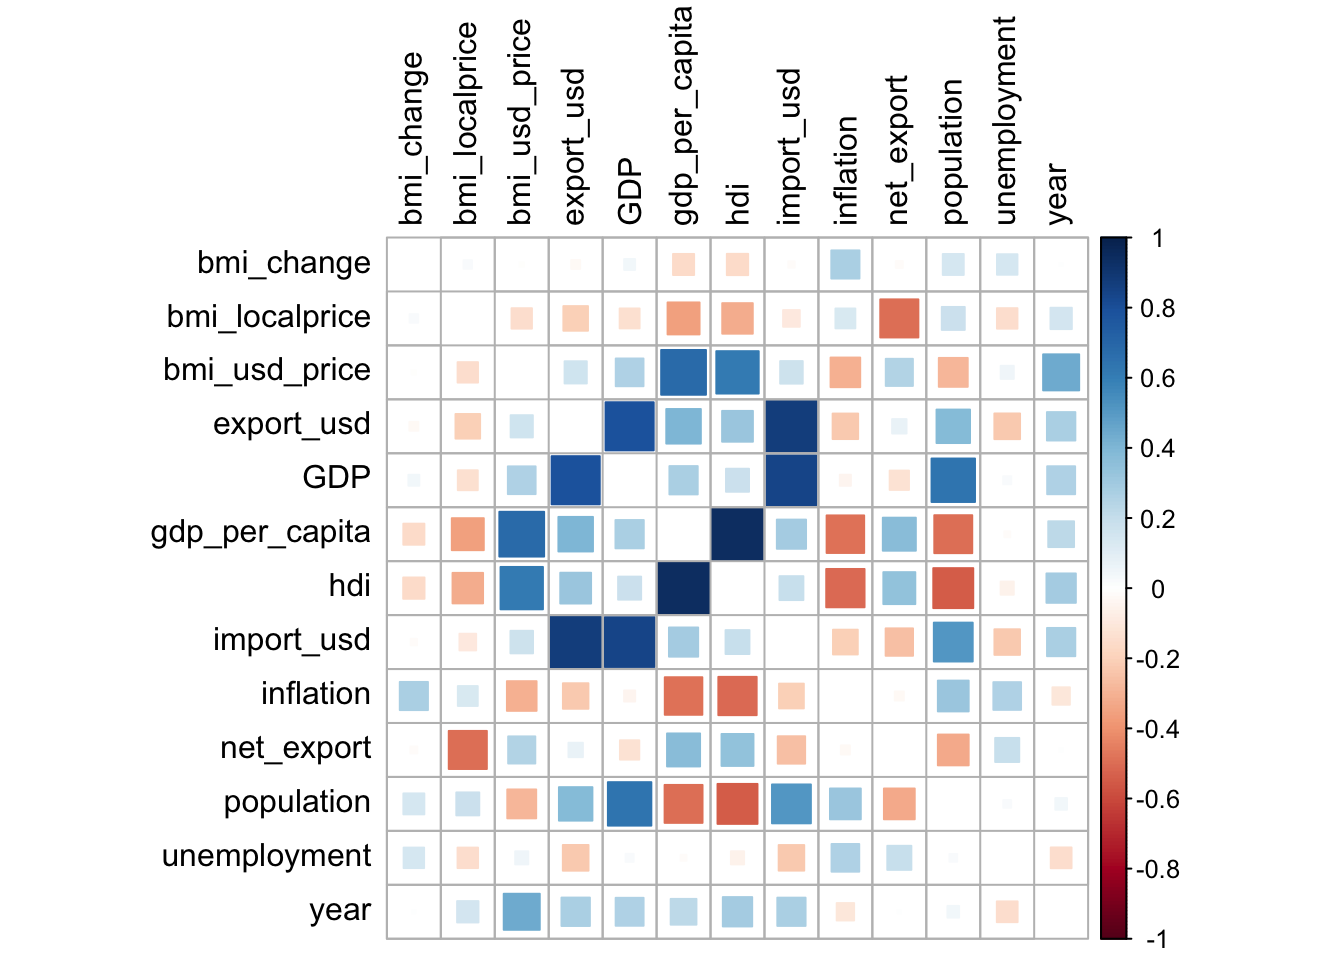 bmi_change
bmi_localprice
bmi_usd_price
export_usd
GDP
gdp_per_capita
hdi
import_usd
inflation
net_export
population
unemployment
year
bmi_change
bmi_localprice
bmi_usd_price
export_usd
GDP
gdp_per_capita
hdi
import_usd
inflation
net_export
population
unemployment
year
1
0.8
0.6
0.4
0.2
0
-0.2
-0.4
-0.6
-0.8
-1